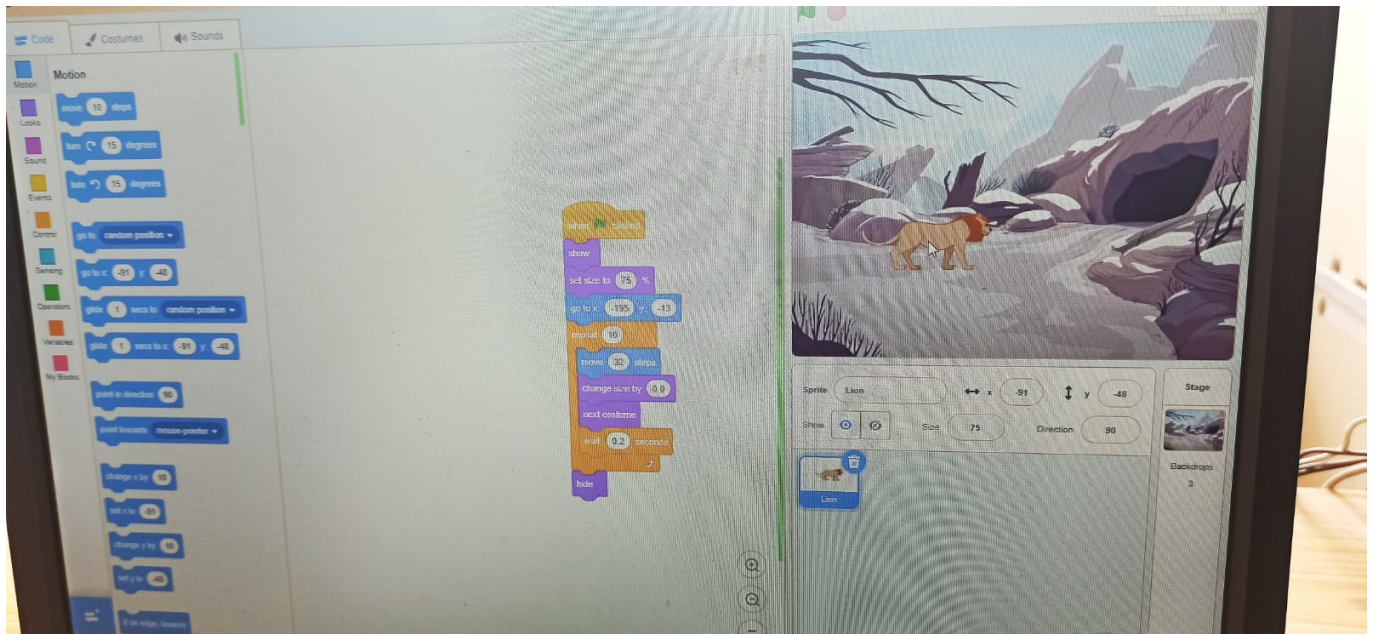 Code
Costumes
Sounds
Motion
Looks
Sound
Events
Control
Sensing
Operators
Variables
My Blocks
Motion
move 10 steps
turn 15 degrees
turn 15 degrees
go to random position
go to x: -91 y: -48
glide 1 secs to random position
glide 1 secs to x: -91 y: -48
point in direction 90
point towards mouse-pointer
change x by 10
set x to -91
change y by 10
set y to -48
if on edge, bounce
when clicked
show
set size to 75 %
go to x: -195 y: -13
repeat 10
move 32 steps
change size by 0.0
next costume
wait 0.2 seconds
hide
Sprite Lion x -91 y -48
Show Size 75 Direction 90
Lion
Stage
Backdrops
3